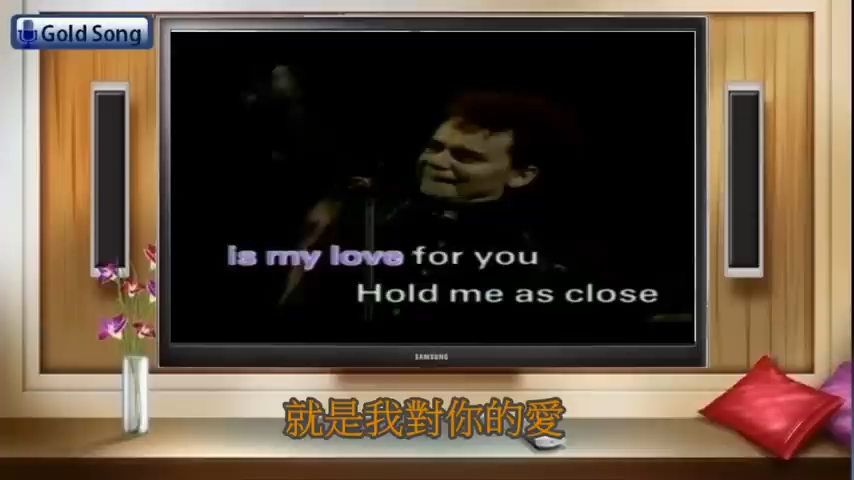 Gold Song
is my love for you
Hold me as close
SAMSUNG
就是我對你的愛